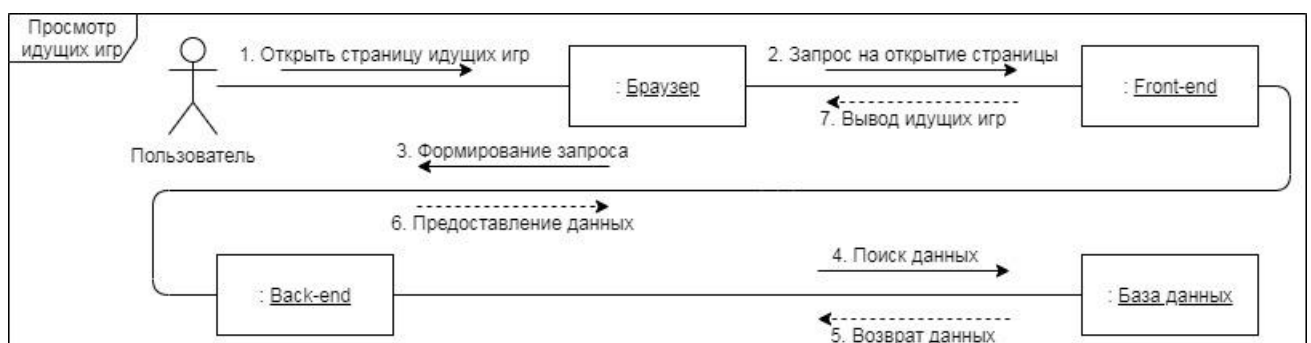 Просмотр
идущих игр
1. Открыть страницу идущих игр
2. Запрос на открытие страницы
: Браузер
: Front-end
7. Вывод идущих игр
Пользователь
3. Формирование запроса
6. Предоставление данных
4. Поиск данных
: Back-end
: База данных
5. Возврат данных